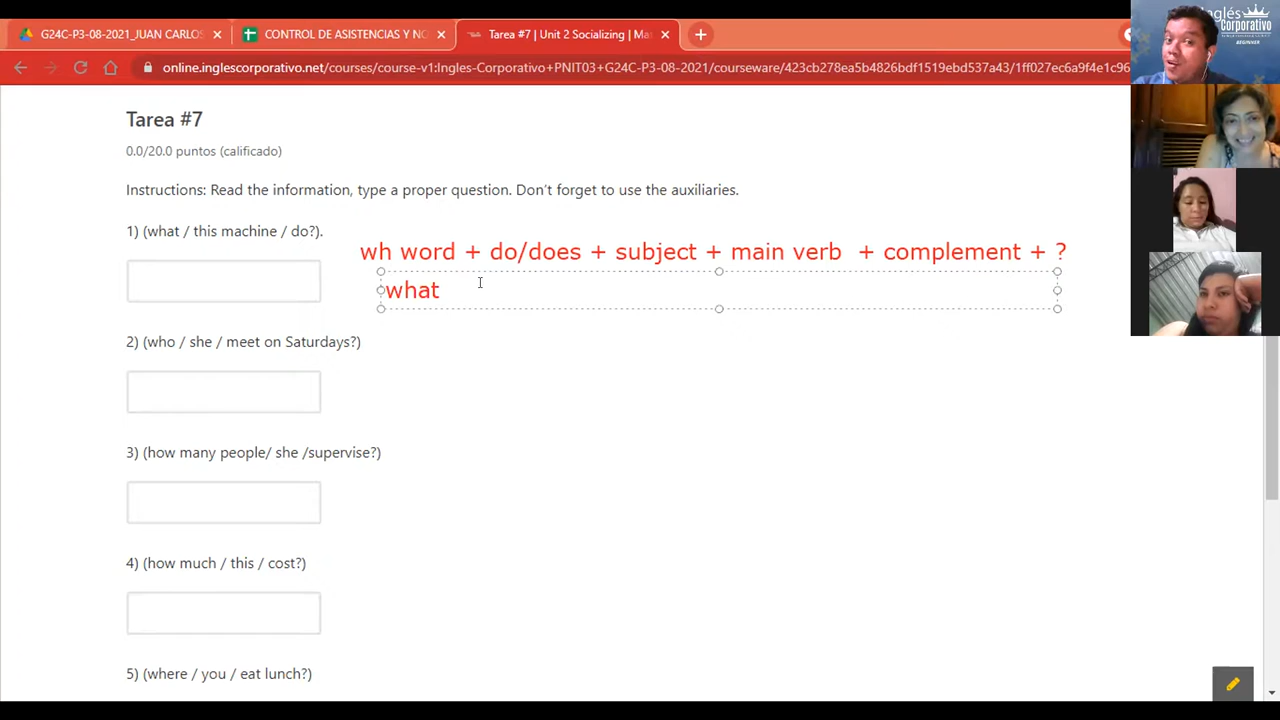 G24C-P3-08-2021_JUAN CARLOS
CONTROL DE ASISTENCIAS Y NO
Tarea #7 | Unit 2 Socializing | Ma
online.inglescorporativo.net/courses/course-v1:Ingles-Corporativo+PNIT03+G24C-P3-08-2021/courseware/423cb278ea5b4826bdf1519ebd537a43/1ff027ec6a9f4e1c96
Inglés
Corporativo
BEGINNER
Tarea #7
0.0/20.0 puntos (calificado)
Instructions: Read the information, type a proper question. Don't forget to use the auxiliaries.
1) (what / this machine / do?).
wh word + do/does + subject + main verb + complement + ?
what
2) (who / she / meet on Saturdays?)
3) (how many people/ she /supervise?)
4) (how much / this / cost?)
5) (where / you / eat lunch?)